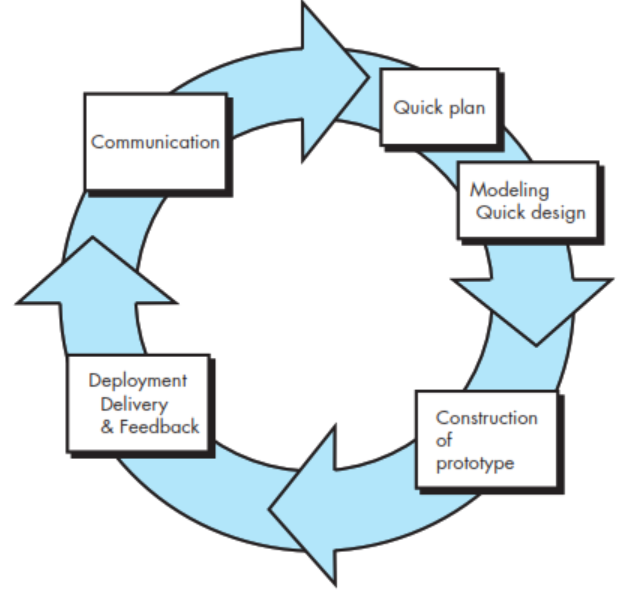 Communication
Quick plan
Modeling
Quick design
Construction
of
prototype
Deployment
Delivery
& Feedback